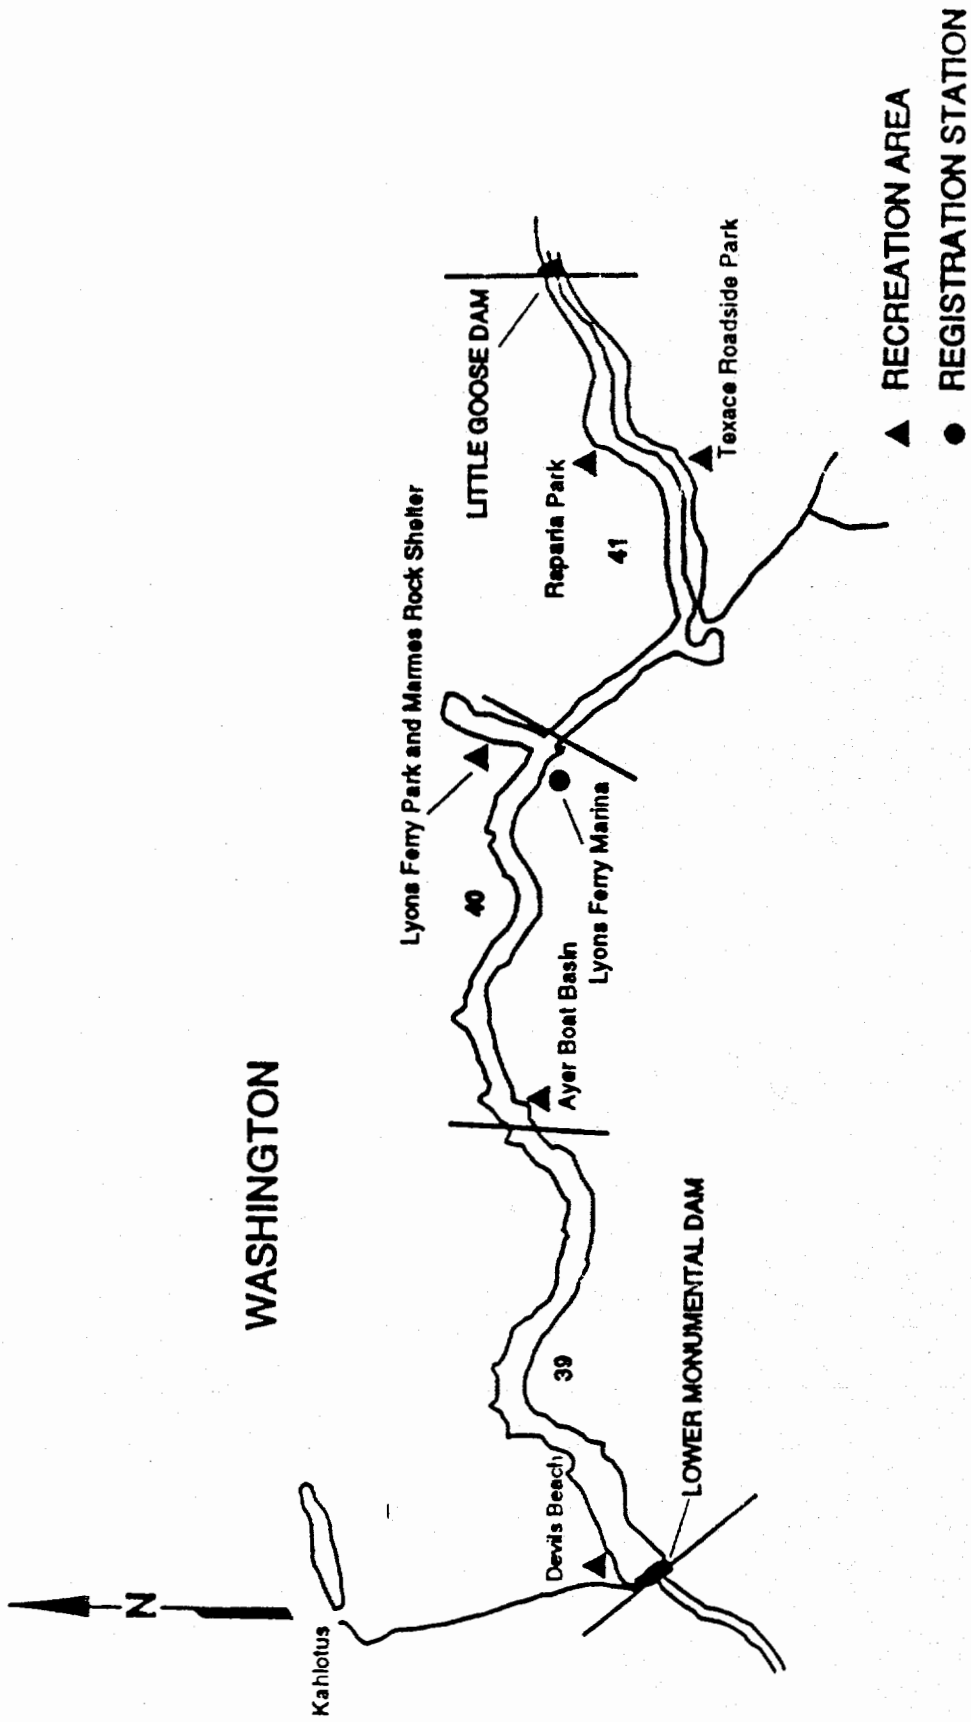 WASHINGTON
N
Kahlotus
Devils Beach
LOWER MONUMENTAL DAM
39
Ayer Boat Basin
40
Lyons Ferry Marina
Lyons Ferry Park and Marmes Rock Shelter
41
Raparia Park
LITTLE GOOSE DAM
Texace Roadside Park
RECREATION AREA
REGISTRATION STATION